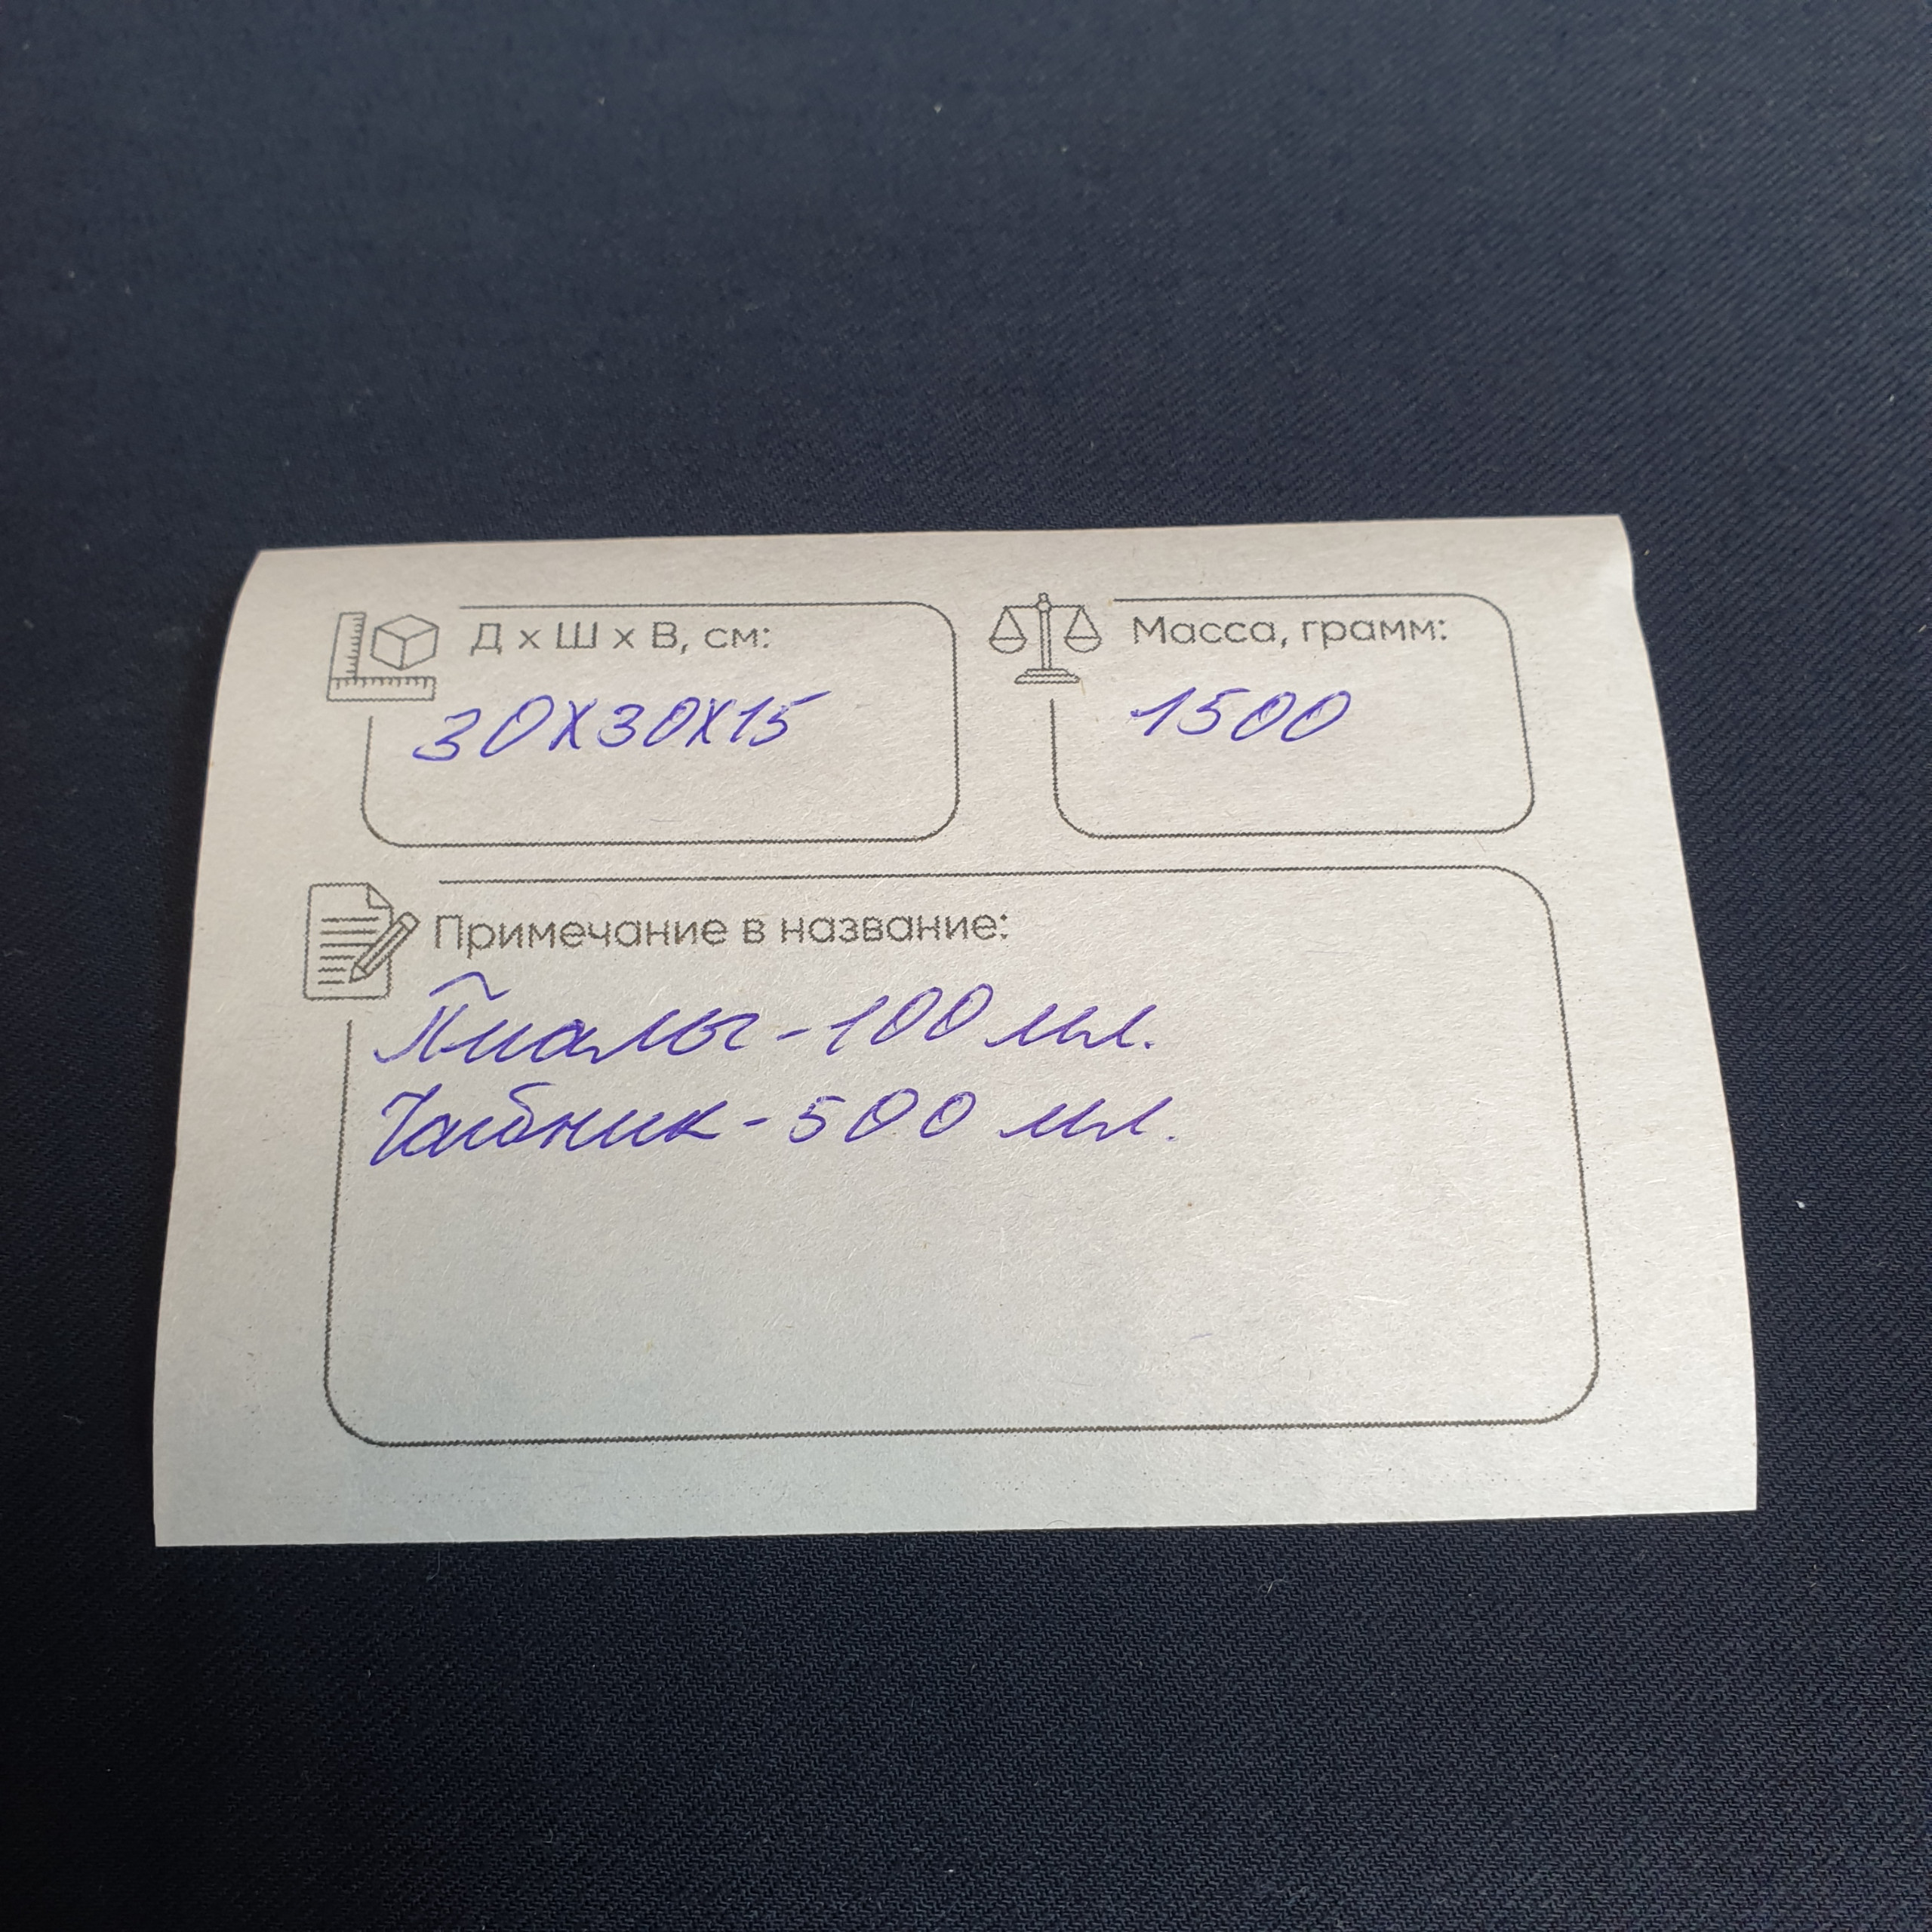 Д х Ш х В, см:
30х30х15
Масса, грамм:
1500
Примечание в название:
Пиалы - 100 мл.
Чайник - 500 мл.